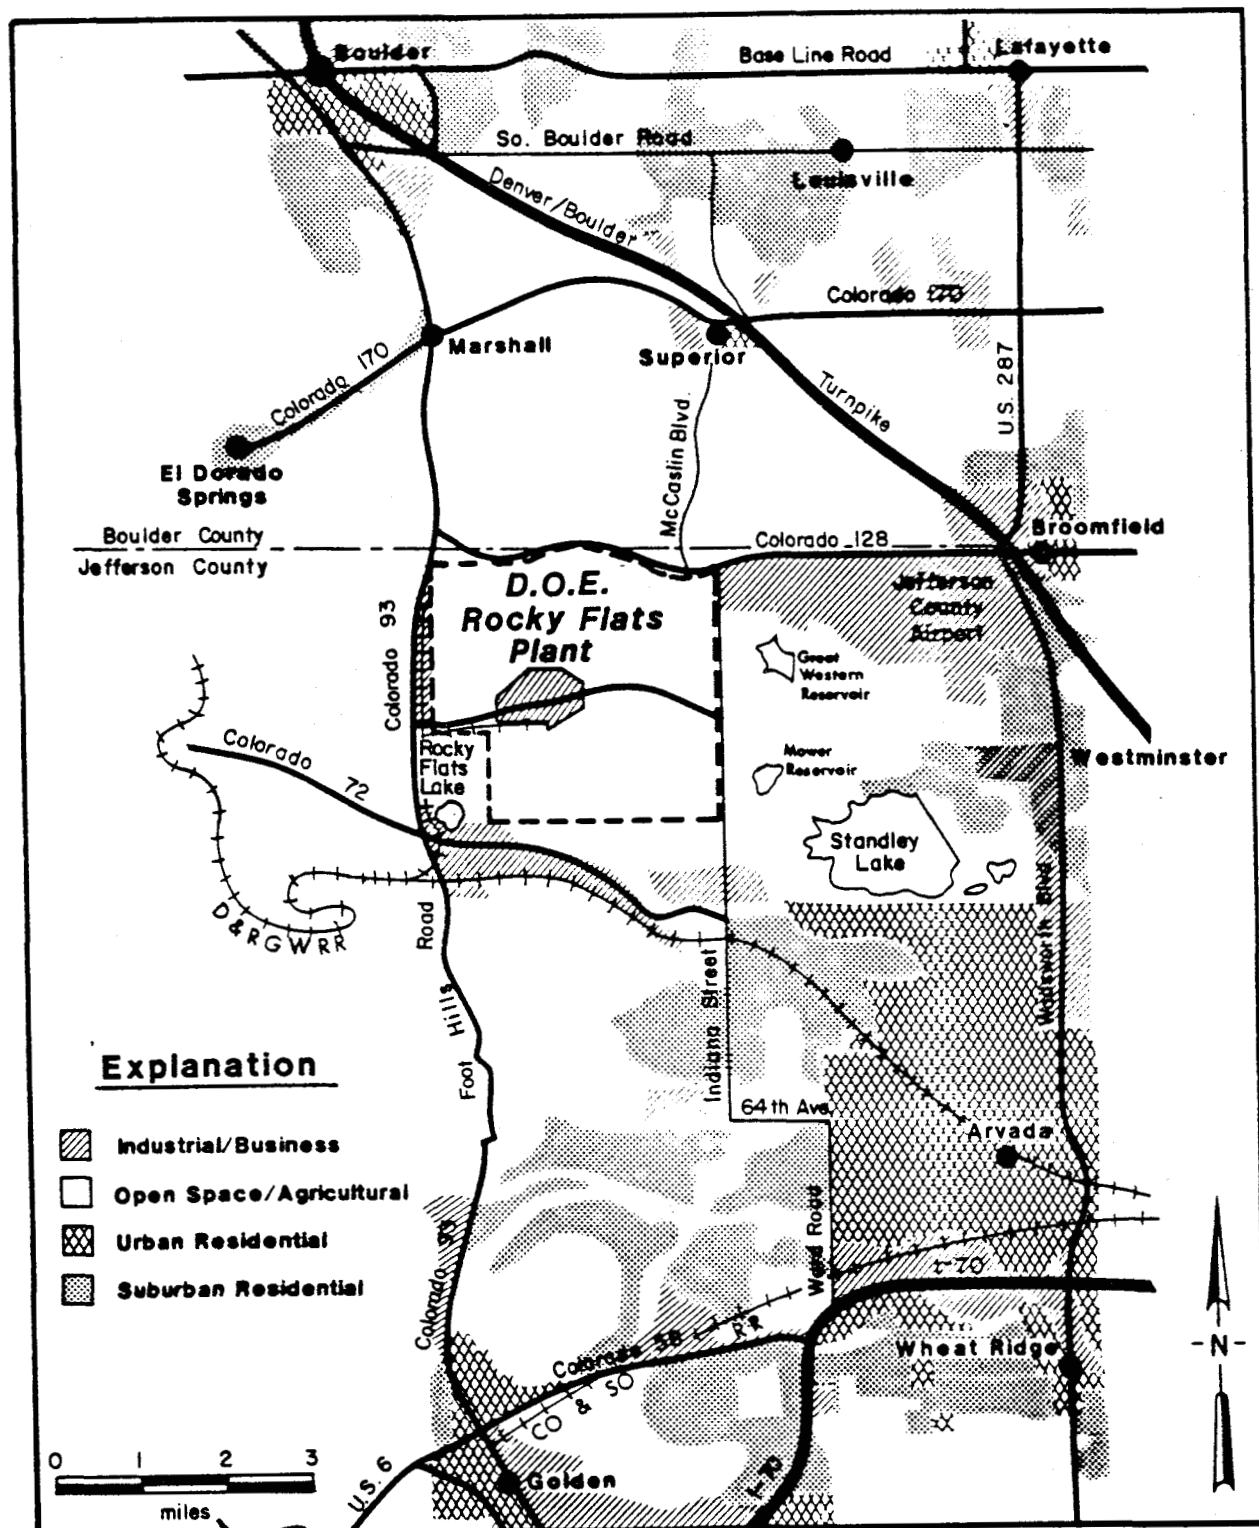 Boulder
Base Line Road
Lafayette
So. Boulder Road
Louisville
Denver/Boulder
Colorado 170
Marshall
Superior
Colorado 170
Turnpike
U.S. 287
El Dorado
Springs
McCaslin Blvd.
Boulder County
Jefferson County
Colorado 128
Broomfield
D.O.E.
Rocky Flats
Plant
Jefferson
County
Airport
Colorado 93
Great
Western
Reservoir
Colorado 72
Rocky
Flats
Lake
Mower
Reservoir
Westminster
Standley
Lake
D & R G W R R
Road
Hills
Foot
Indiana Street
Wadsworth Blvd
Explanation
Industrial/Business
Open Space/Agricultural
Urban Residential
Suburban Residential
64th Ave
Arvada
Ward Road
Colorado 93
I-70
Colorado 58
RR
CO & SO
Wheat Ridge
-N-
0 1 2 3
miles
U.S. 6
Golden
I-70